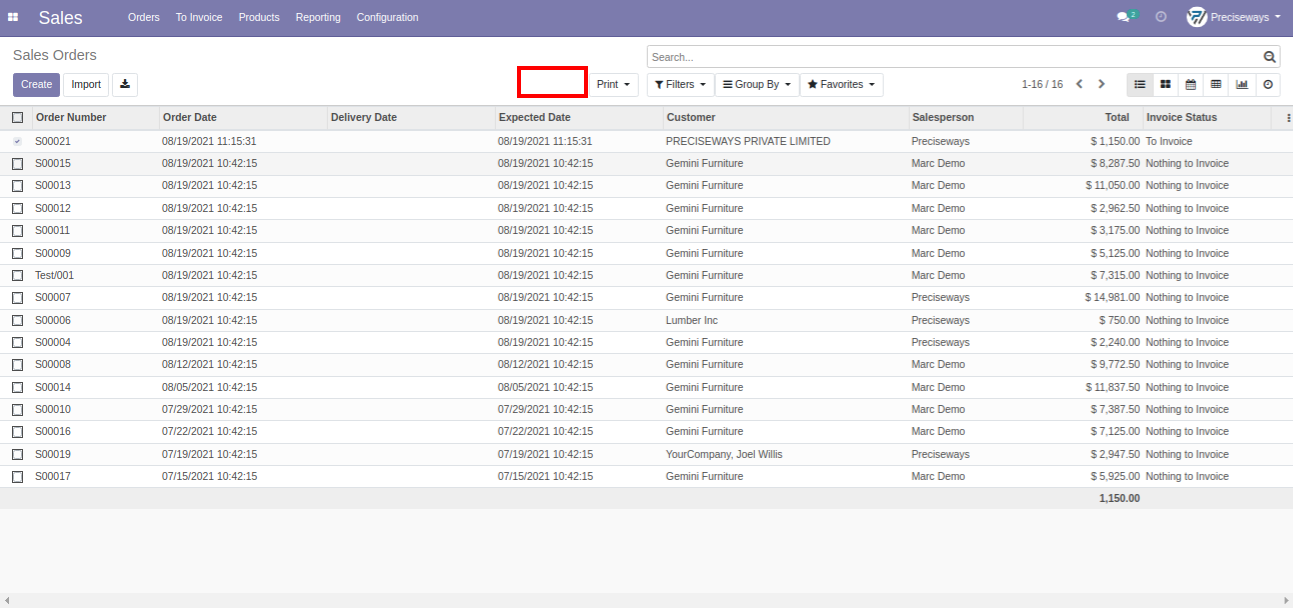 Sales Orders To Invoice Products Reporting Configuration 2 Preciseways
Sales Orders Search...
Create Import Print Filters Group By Favorites 1-16 / 16
Order Number Order Date Delivery Date Expected Date Customer Salesperson Total Invoice Status
S00021 08/19/2021 11:15:31 08/19/2021 11:15:31 PRECISEWAYS PRIVATE LIMITED Preciseways $ 1,150.00 To Invoice
S00015 08/19/2021 10:42:15 08/19/2021 10:42:15 Gemini Furniture Marc Demo $ 8,287.50 Nothing to Invoice
S00013 08/19/2021 10:42:15 08/19/2021 10:42:15 Gemini Furniture Marc Demo $ 11,050.00 Nothing to Invoice
S00012 08/19/2021 10:42:15 08/19/2021 10:42:15 Gemini Furniture Marc Demo $ 2,962.50 Nothing to Invoice
S00011 08/19/2021 10:42:15 08/19/2021 10:42:15 Gemini Furniture Marc Demo $ 3,175.00 Nothing to Invoice
S00009 08/19/2021 10:42:15 08/19/2021 10:42:15 Gemini Furniture Marc Demo $ 5,125.00 Nothing to Invoice
Test/001 08/19/2021 10:42:15 08/19/2021 10:42:15 Gemini Furniture Marc Demo $ 7,315.00 Nothing to Invoice
S00007 08/19/2021 10:42:15 08/19/2021 10:42:15 Gemini Furniture Preciseways $ 14,981.00 Nothing to Invoice
S00006 08/19/2021 10:42:15 08/19/2021 10:42:15 Lumber Inc Preciseways $ 750.00 Nothing to Invoice
S00004 08/19/2021 10:42:15 08/19/2021 10:42:15 Gemini Furniture Preciseways $ 2,240.00 Nothing to Invoice
S00008 08/12/2021 10:42:15 08/12/2021 10:42:15 Gemini Furniture Marc Demo $ 9,772.50 Nothing to Invoice
S00014 08/05/2021 10:42:15 08/05/2021 10:42:15 Gemini Furniture Marc Demo $ 11,837.50 Nothing to Invoice
S00010 07/29/2021 10:42:15 07/29/2021 10:42:15 Gemini Furniture Marc Demo $ 7,387.50 Nothing to Invoice
S00016 07/22/2021 10:42:15 07/22/2021 10:42:15 Gemini Furniture Marc Demo $ 7,125.00 Nothing to Invoice
S00019 07/19/2021 10:42:15 07/19/2021 10:42:15 YourCompany, Joel Willis Preciseways $ 2,947.50 Nothing to Invoice
S00017 07/15/2021 10:42:15 07/15/2021 10:42:15 Gemini Furniture Marc Demo $ 5,925.00 Nothing to Invoice
1,150.00